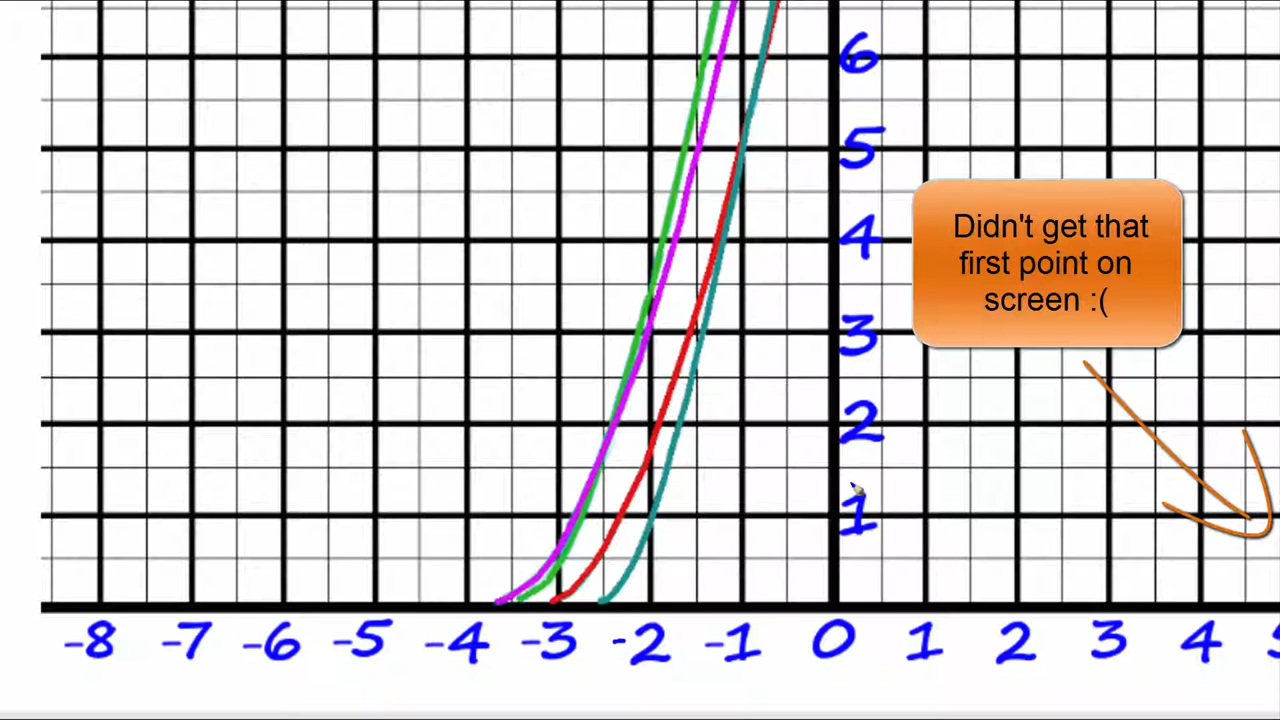 6
5
4
3
2
1
Didn't get that
first point on
screen :(
-8 -7 -6 -5 -4 -3 -2 -1 0 1 2 3 4